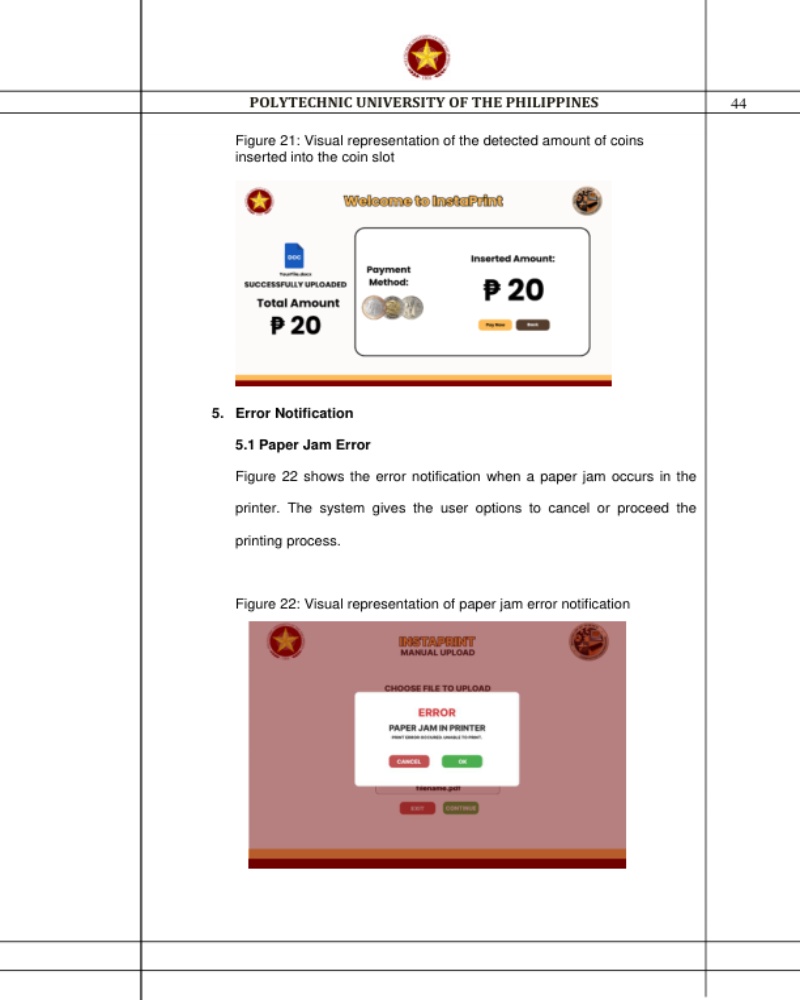 POLYTECHNIC UNIVERSITY OF THE PHILIPPINES
44
Figure 21: Visual representation of the detected amount of coins
inserted into the coin slot
Welcome to InstaPrint
DOC
Yourfile.docx
SUCCESSFULLY UPLOADED
Total Amount
₱ 20
Payment
Method:
Inserted Amount:
₱ 20
Pay Now
Back
5. Error Notification
5.1 Paper Jam Error
Figure 22 shows the error notification when a paper jam occurs in the
printer. The system gives the user options to cancel or proceed the
printing process.
Figure 22: Visual representation of paper jam error notification
INSTAPRINT
MANUAL UPLOAD
CHOOSE FILE TO UPLOAD
ERROR
PAPER JAM IN PRINTER
PRINT ERROR OCCURED. UNABLE TO PRINT.
CANCEL
OK
filename.pdf
EXIT
CONTINUE